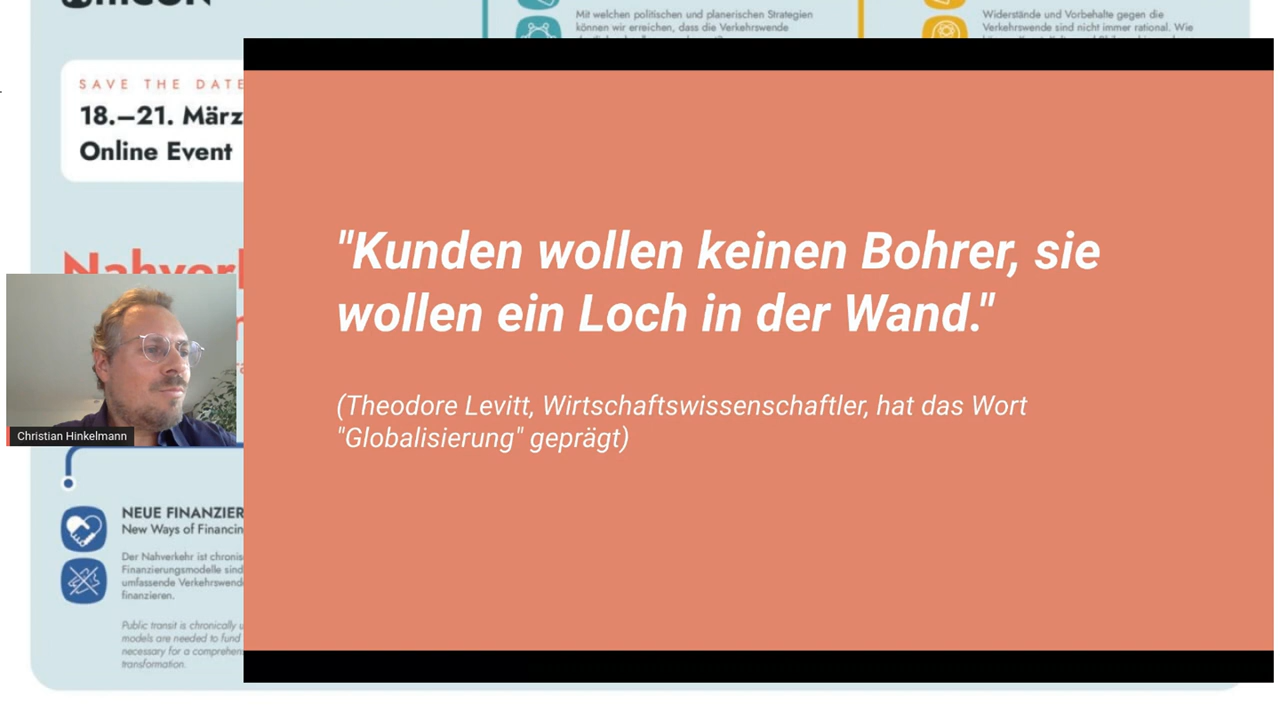 Mit welchen politischen und planerischen Strategien
können wir erreichen, dass die Verkehrswende
Widerstände und Vorbehalte gegen die
Verkehrswende sind nicht immer rational. Wie
SAVE THE DATE
18.–21. März
Online Event
"Kunden wollen keinen Bohrer, sie
wollen ein Loch in der Wand."
(Theodore Levitt, Wirtschaftswissenschaftler, hat das Wort
"Globalisierung" geprägt)
Christian Hinkelmann
NEUE FINANZIER
New Ways of Financin
Der Nahverkehr ist chronis
Finanzierungsmodelle sind
umfassende Verkehrswend
finanzieren.
Public transit is chronically u
models are needed to fund
necessary for a comprehen
transformation.